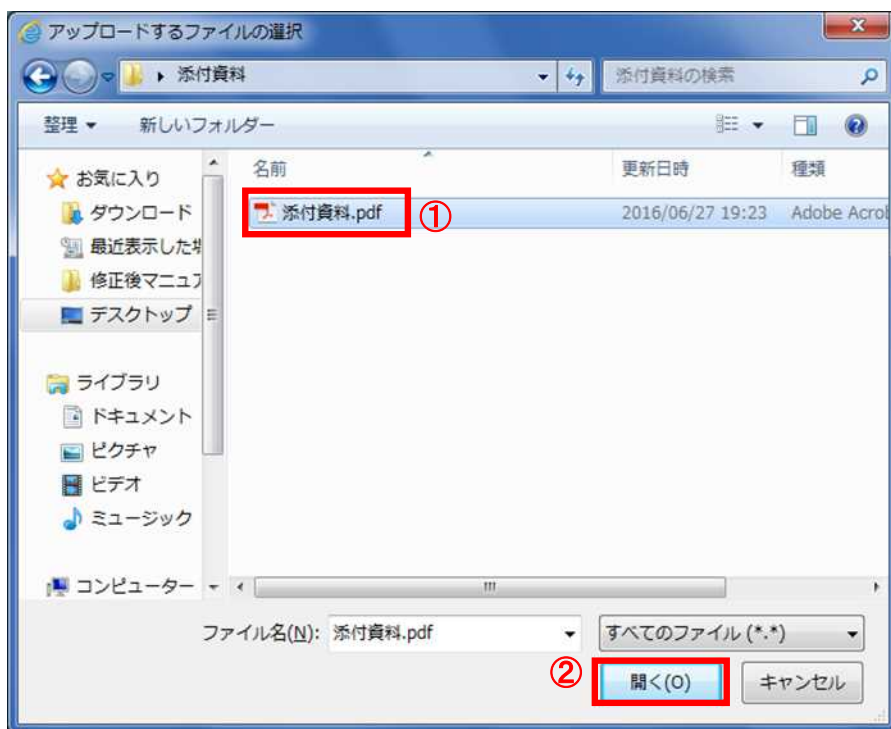 アップロードするファイルの選択
添付資料
添付資料の検索
整理
新しいフォルダー
名前
更新日時
種類
お気に入り
ダウンロード
最近表示した場
修正後マニュア
デスクトップ
ライブラリ
ドキュメント
ピクチャ
ビデオ
ミュージック
コンピューター
添付資料.pdf
①
2016/06/27 19:23
Adobe Acrob
ファイル名(N):
添付資料.pdf
すべてのファイル (*.*)
②
開く(O)
キャンセル